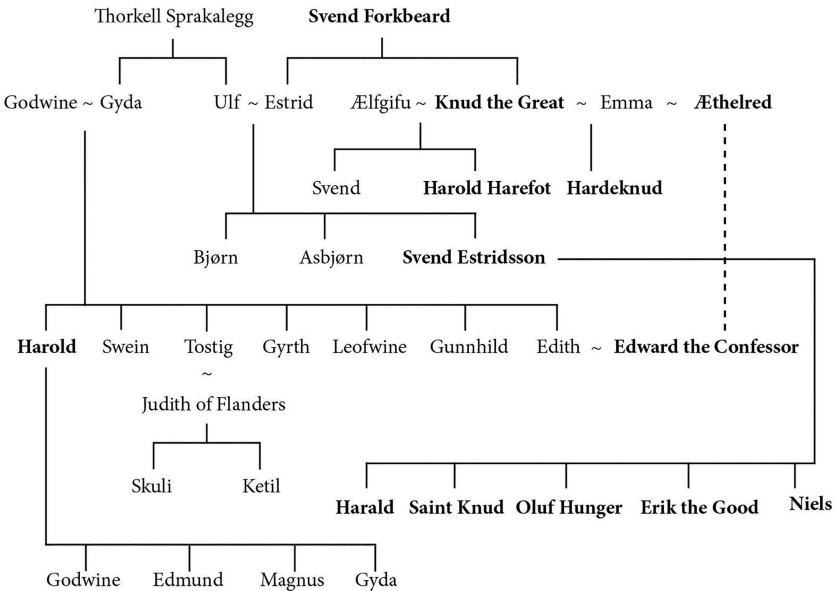 Thorkell Sprakalegg Svend Forkbeard
Godwine ~ Gyda Ulf ~ Estrid Ælfgifu ~ Knud the Great ~ Emma ~ Æthelred
Svend Harold Harefot Hardeknud
Bjørn Asbjørn Svend Estridsson
Harold Swein Tostig Gyrth Leofwine Gunnhild Edith ~ Edward the Confessor
~
Judith of Flanders
Skuli Ketil
Harald Saint Knud Oluf Hunger Erik the Good Niels
Godwine Edmund Magnus Gyda